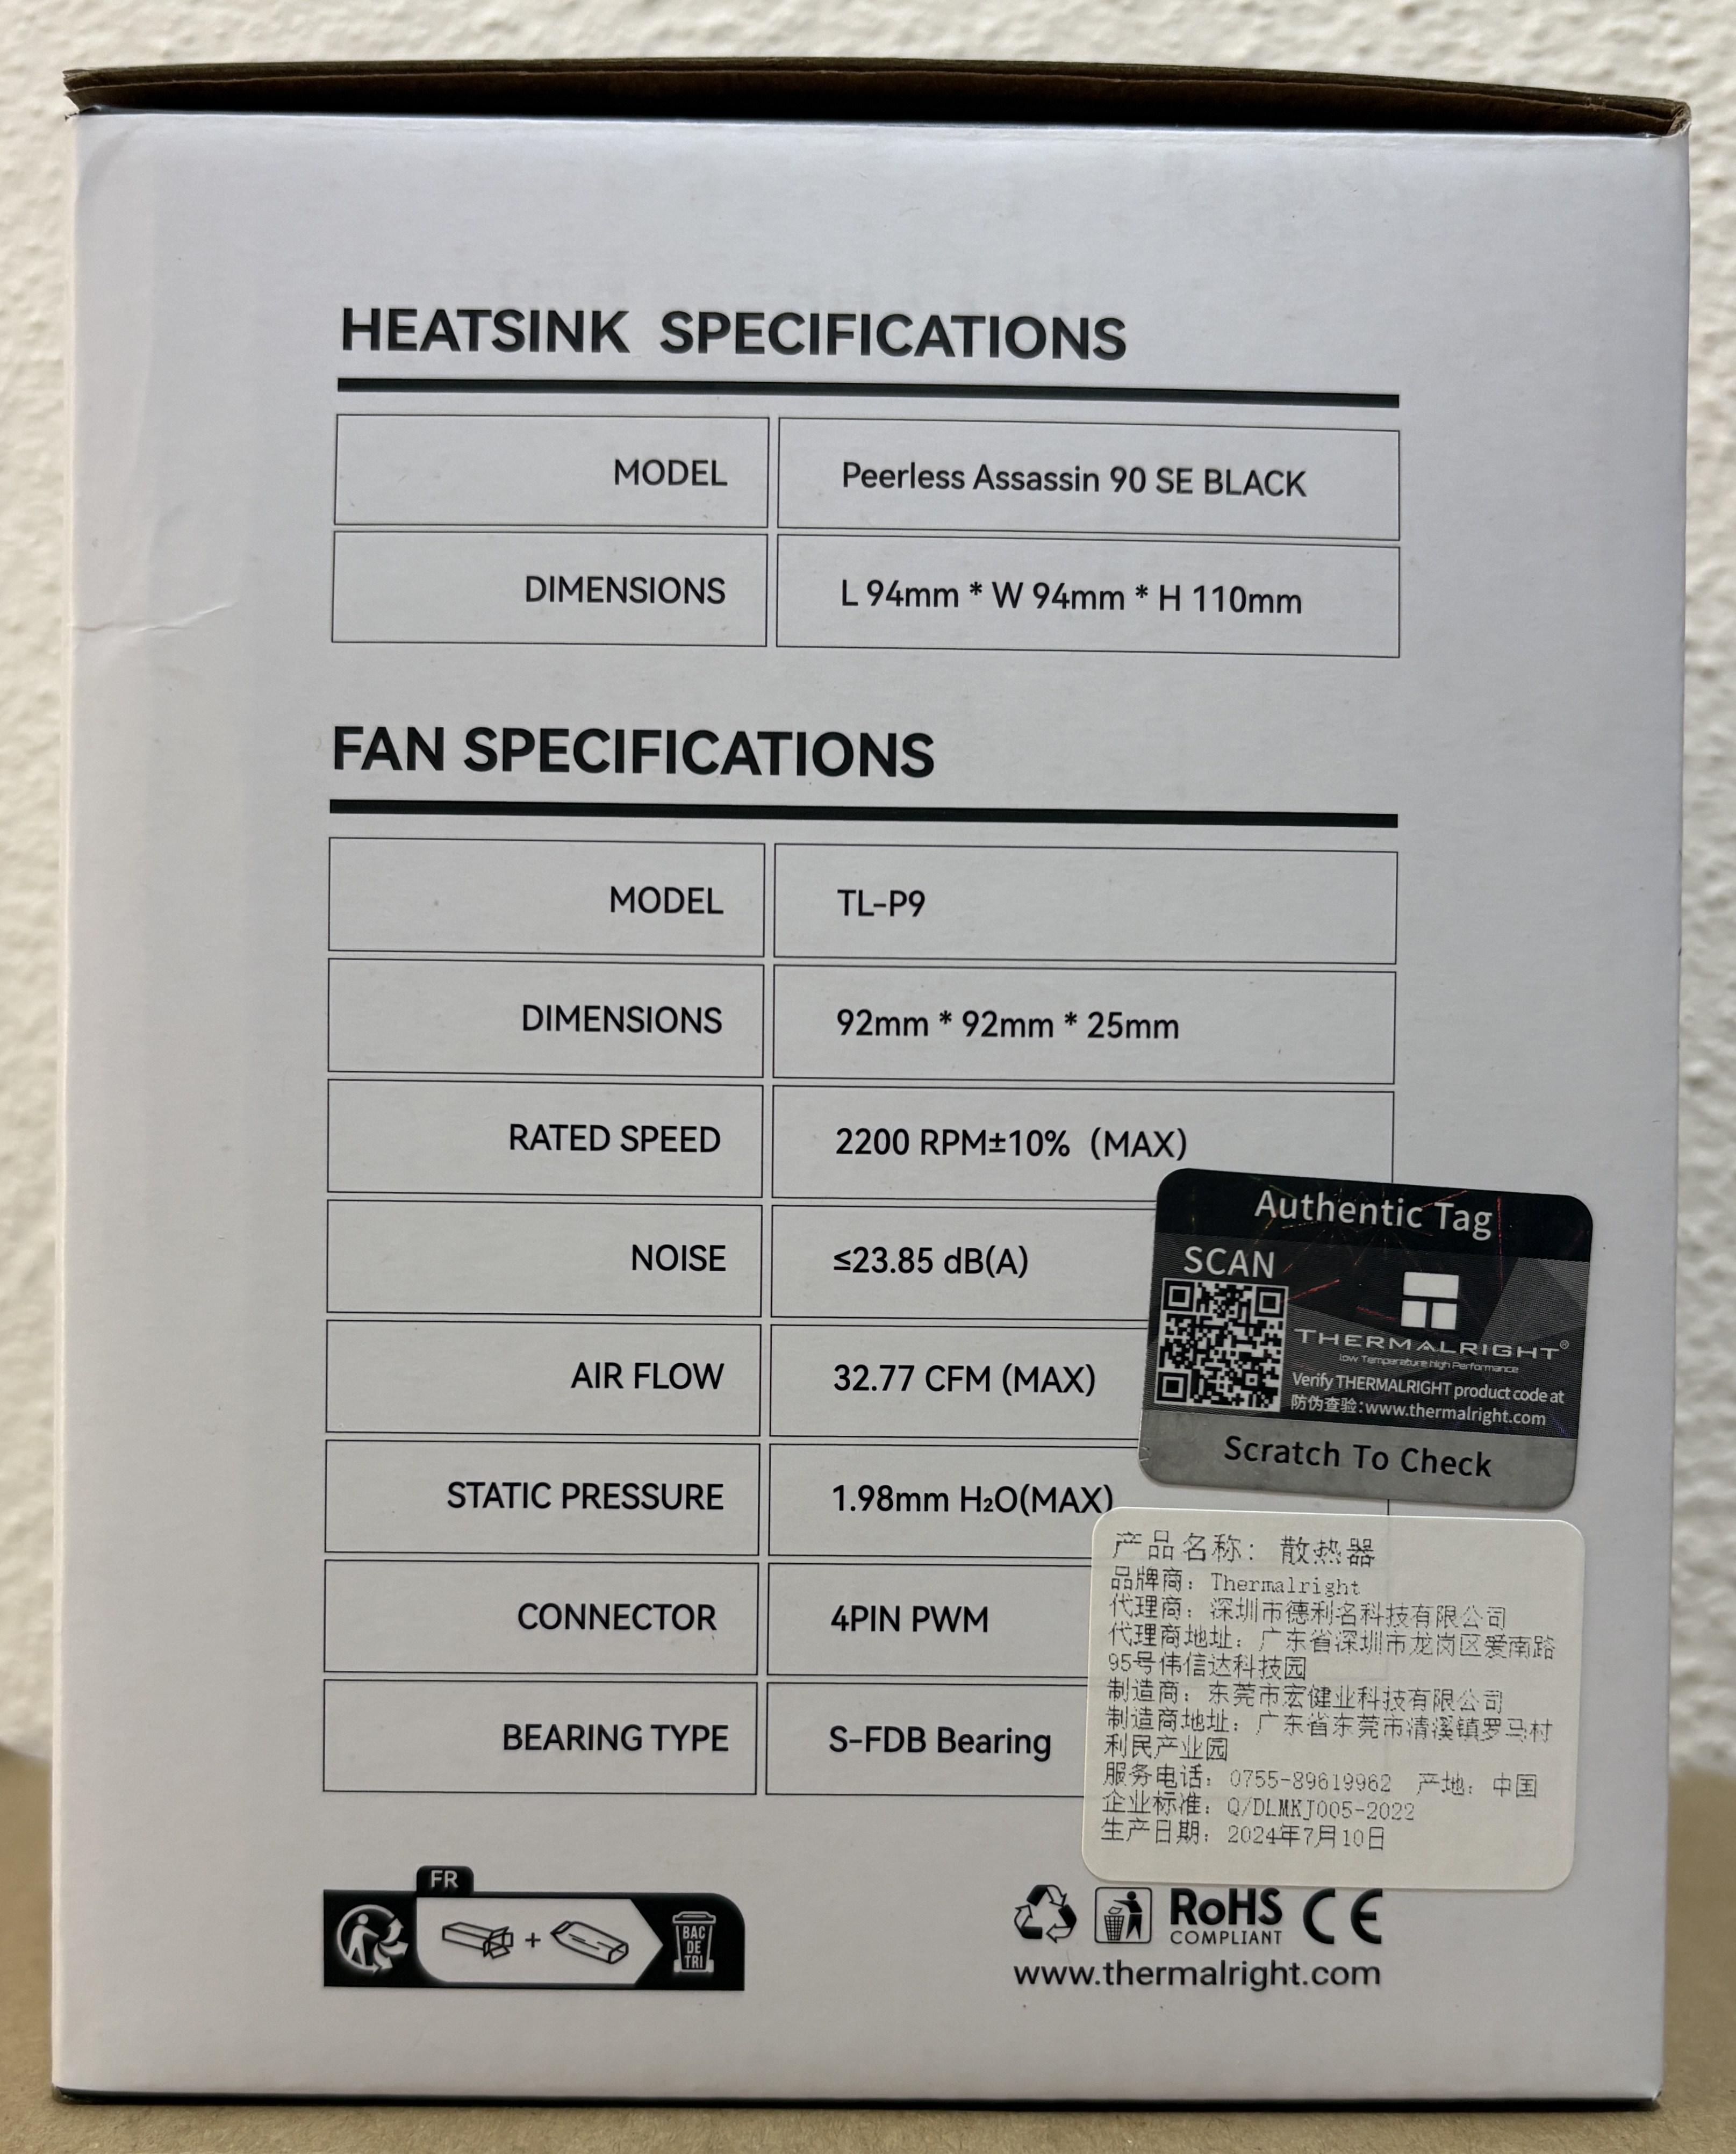 HEATSINK SPECIFICATIONS
MODEL Peerless Assassin 90 SE BLACK
DIMENSIONS L 94mm * W 94mm * H 110mm
FAN SPECIFICATIONS
MODEL TL-P9
DIMENSIONS 92mm * 92mm * 25mm
RATED SPEED 2200 RPM±10% (MAX)
NOISE ≤23.85 dB(A)
AIR FLOW 32.77 CFM (MAX)
STATIC PRESSURE 1.98mm H₂O(MAX)
CONNECTOR 4PIN PWM
BEARING TYPE S-FDB Bearing
Authentic Tag
SCAN
THERMALRIGHT®
low Temperature high Performance
Verify THERMALRIGHT product code at
防伪查验:www.thermalright.com
Scratch To Check
产品名称：散热器
品牌商：Thermalright
代理商：深圳市德利名科技有限公司
代理商地址：广东省深圳市龙岗区爱南路
95号伟信达科技园
制造商：东莞市宏健业科技有限公司
制造商地址：广东省东莞市清溪镇罗马村
利民产业园
服务电话：0755-89619962 产地：中国
企业标准：Q/DLMKJ005-2022
生产日期：2024年7月10日
FR
+
BAC
DE
TRI
RoHS
COMPLIANT
CE
www.thermalright.com